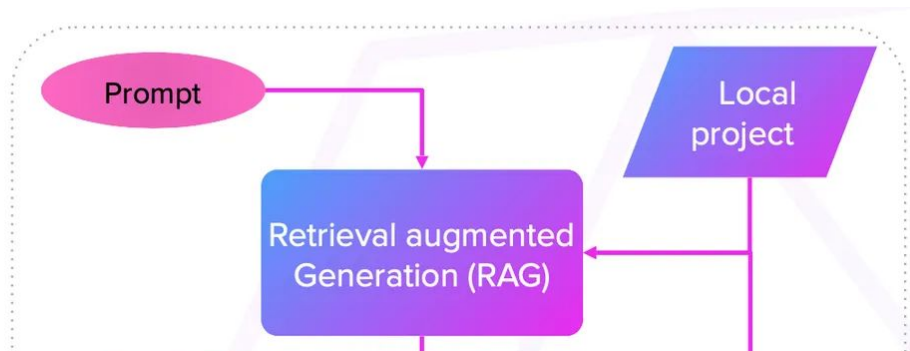 Prompt
Local
project
Retrieval augmented
Generation (RAG)